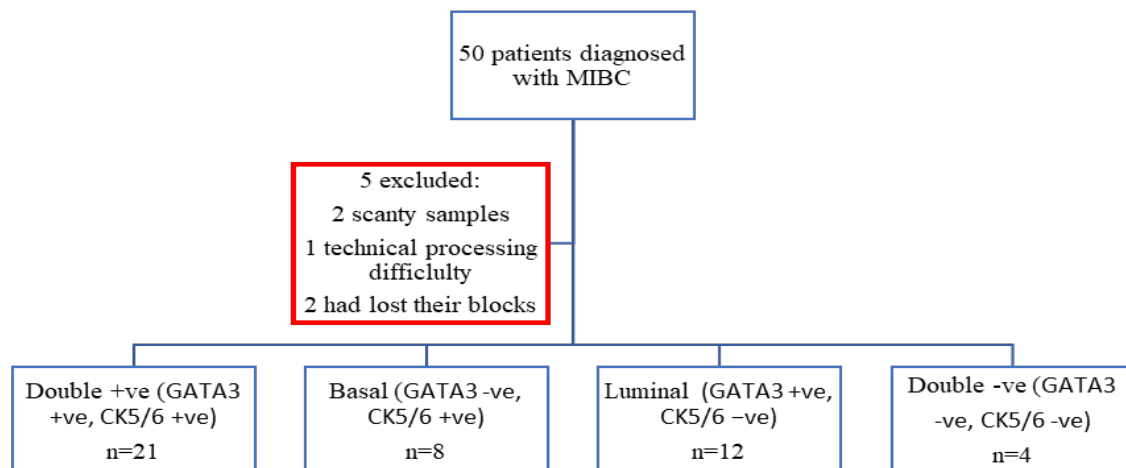 50 patients diagnosed
with MIBC
5 excluded:
2 scanty samples
1 technical processing
difficlulty
2 had lost their blocks
Double +ve (GATA3
+ve, CK5/6 +ve)
n=21
Basal (GATA3 -ve,
CK5/6 +ve)
n=8
Luminal (GATA3 +ve,
CK5/6 –ve)
n=12
Double -ve (GATA3
-ve, CK5/6 -ve)
n=4